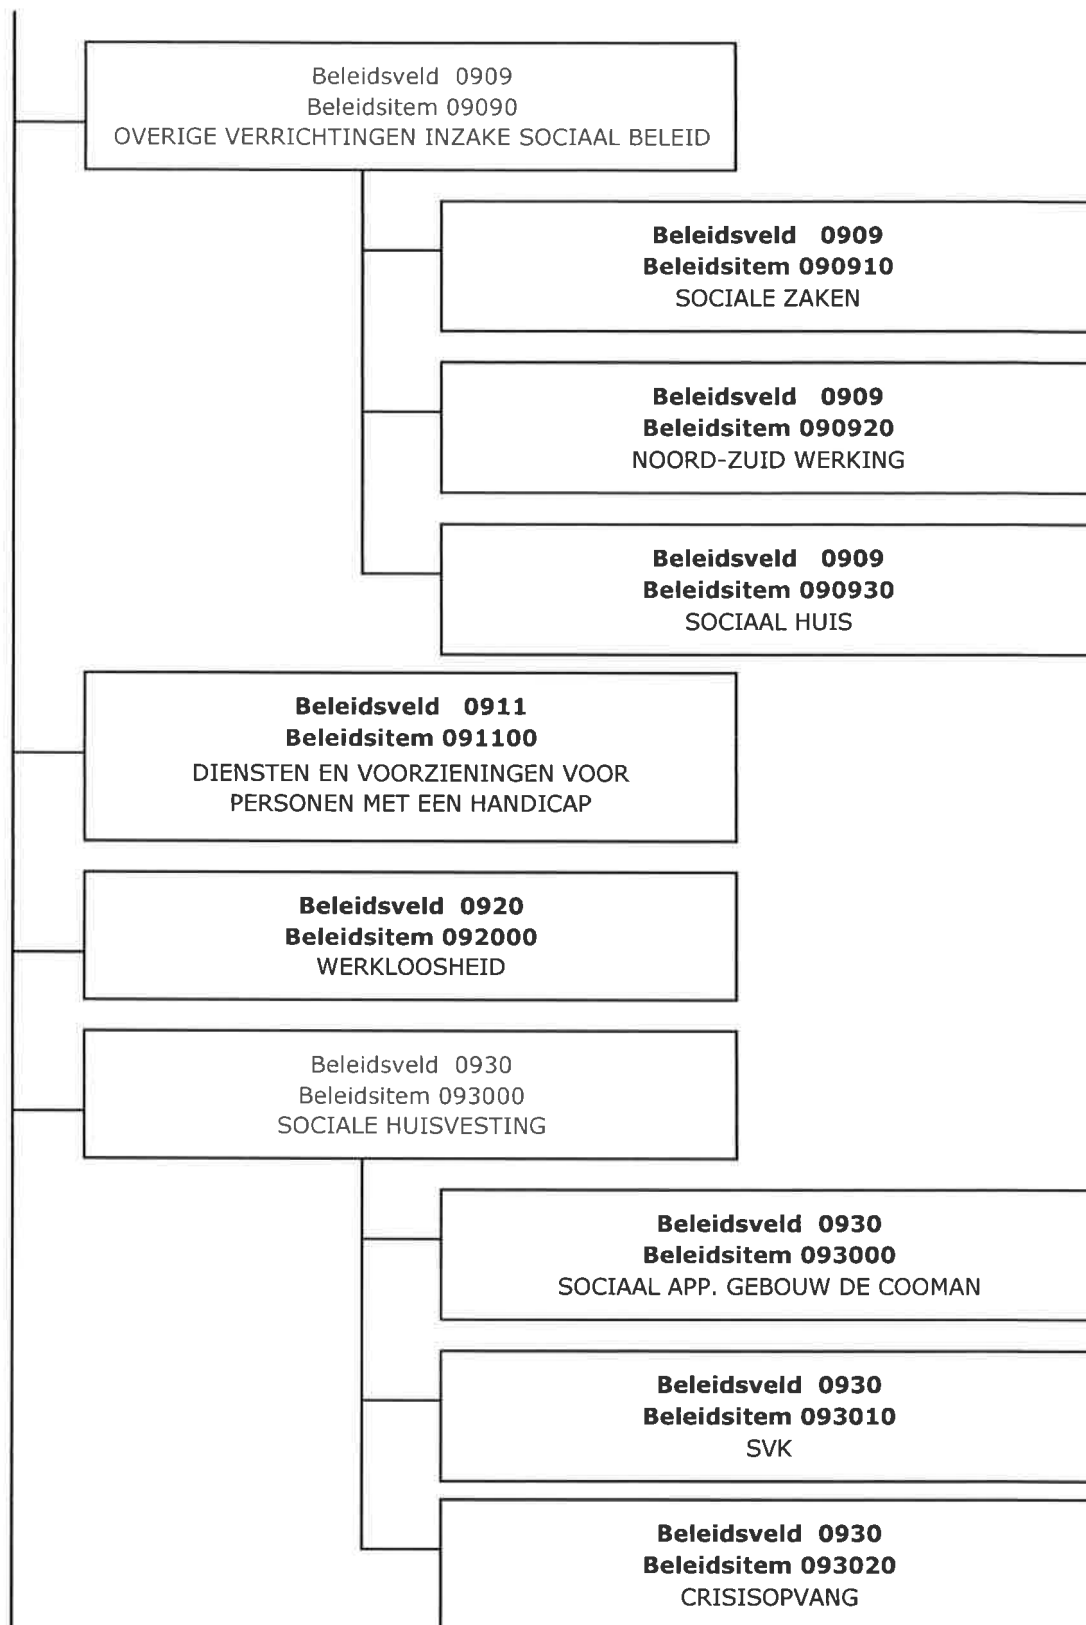 Beleidsveld 0909
Beleidsitem 09090
OVERIGE VERRICHTINGEN INZAKE SOCIAAL BELEID
Beleidsveld 0909
Beleidsitem 090910
SOCIALE ZAKEN
Beleidsveld 0909
Beleidsitem 090920
NOORD-ZUID WERKING
Beleidsveld 0909
Beleidsitem 090930
SOCIAAL HUIS
Beleidsveld 0911
Beleidsitem 091100
DIENSTEN EN VOORZIENINGEN VOOR
PERSONEN MET EEN HANDICAP
Beleidsveld 0920
Beleidsitem 092000
WERKLOOSHEID
Beleidsveld 0930
Beleidsitem 093000
SOCIALE HUISVESTING
Beleidsveld 0930
Beleidsitem 093000
SOCIAAL APP. GEBOUW DE COOMAN
Beleidsveld 0930
Beleidsitem 093010
SVK
Beleidsveld 0930
Beleidsitem 093020
CRISISOPVANG